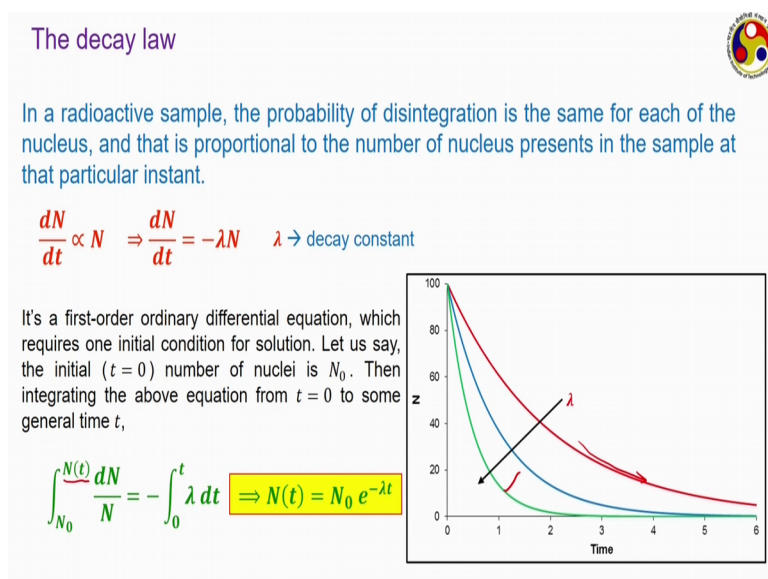 The decay law
In a radioactive sample, the probability of disintegration is the same for each of the
nucleus, and that is proportional to the number of nucleus presents in the sample at
that particular instant.
dN/dt ∝ N ⇒ dN/dt = −λN λ → decay constant
It's a first-order ordinary differential equation, which
requires one initial condition for solution. Let us say,
the initial (t = 0) number of nuclei is N₀. Then
integrating the above equation from t = 0 to some
general time t,
∫_{N₀}^{N(t)} dN/N = − ∫_0^t λ dt ⇒ N(t) = N₀ e^{−λt}
100
80
60
40
20
0
N
λ
0 1 2 3 4 5 6
Time